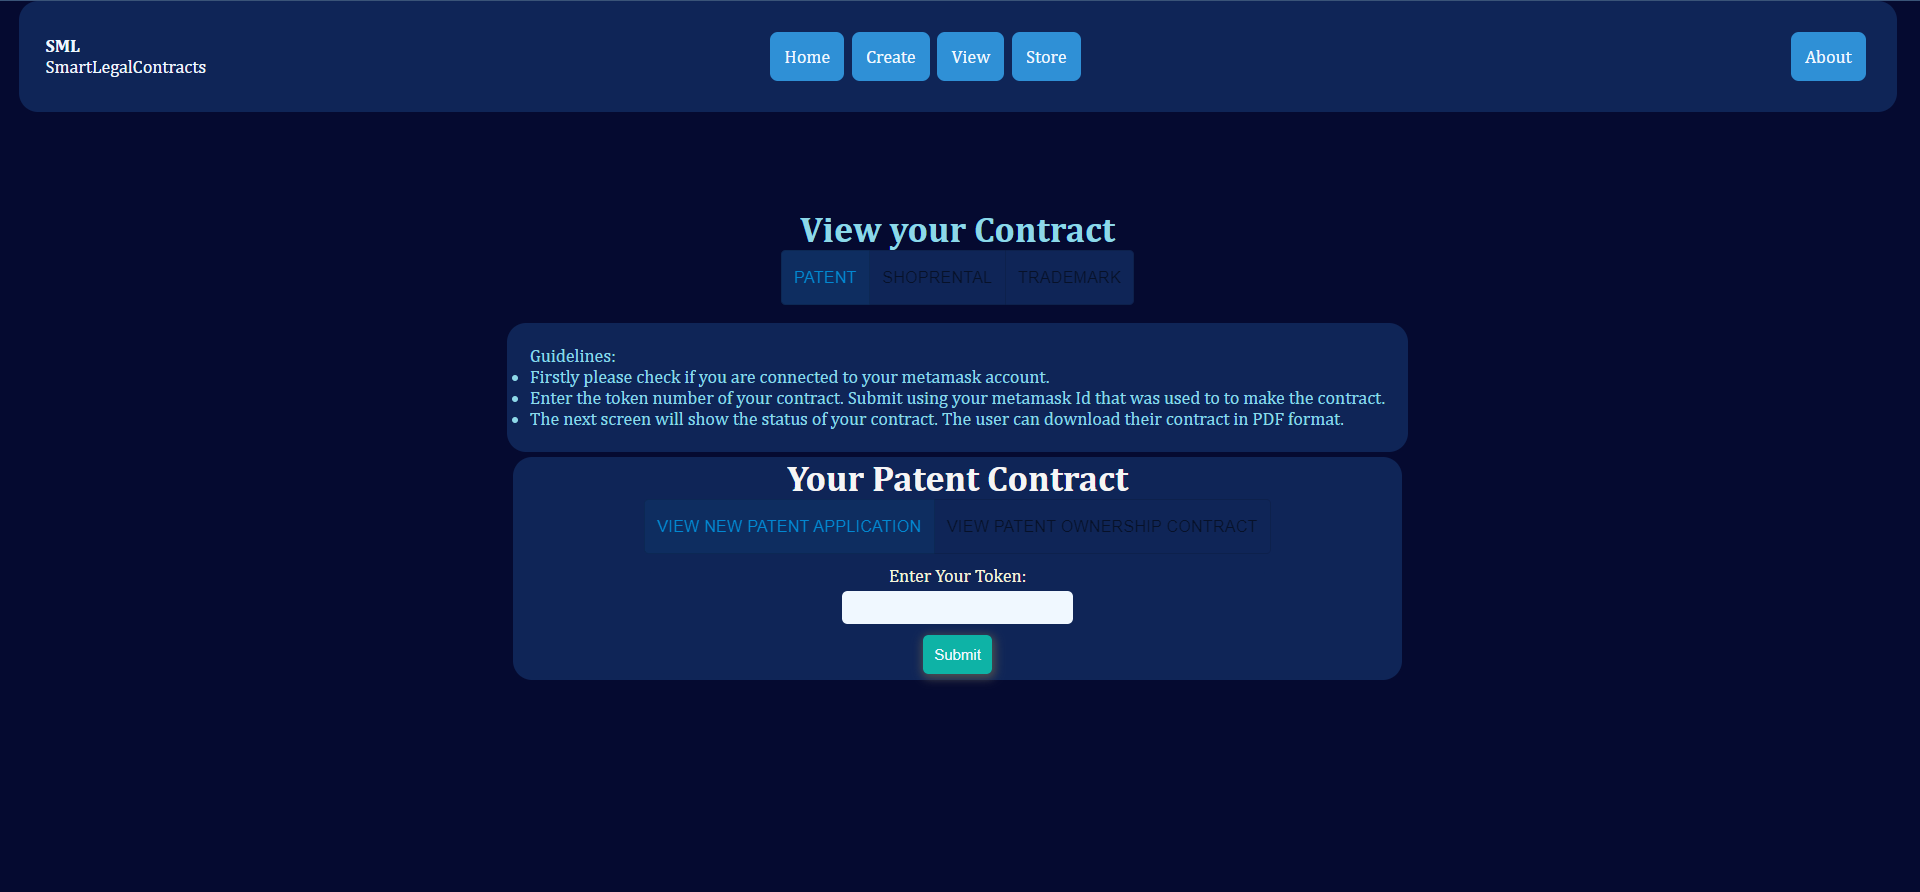 SML
SmartLegalContracts
Home Create View Store
About
View your Contract
PATENT SHOPRENTAL TRADEMARK
Guidelines:
• Firstly please check if you are connected to your metamask account.
• Enter the token number of your contract. Submit using your metamask Id that was used to to make the contract.
• The next screen will show the status of your contract. The user can download their contract in PDF format.
Your Patent Contract
VIEW NEW PATENT APPLICATION VIEW PATENT OWNERSHIP CONTRACT
Enter Your Token:
Submit